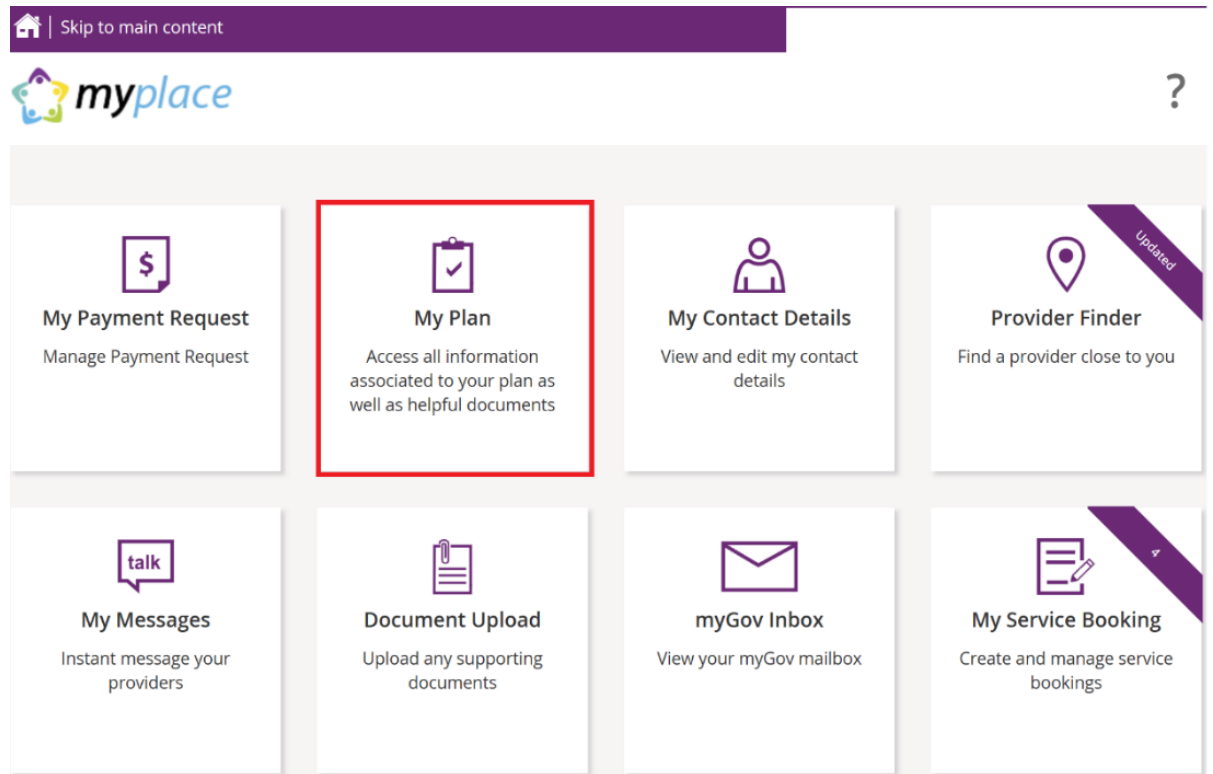 Skip to main content
myplace
?
$
My Payment Request
Manage Payment Request
My Plan
Access all information
associated to your plan as
well as helpful documents
My Contact Details
View and edit my contact
details
Updated
Provider Finder
Find a provider close to you
talk
My Messages
Instant message your
providers
Document Upload
Upload any supporting
documents
myGov Inbox
View your myGov mailbox
4
My Service Booking
Create and manage service
bookings